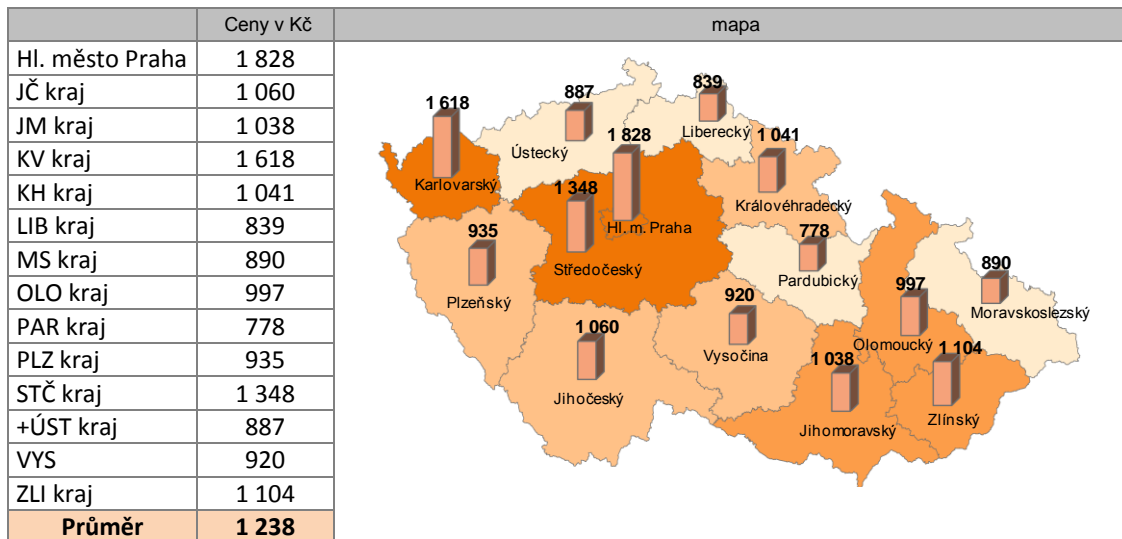 Ceny v Kč mapa
Hl. město Praha 1 828
JČ kraj 1 060
JM kraj 1 038
KV kraj 1 618
KH kraj 1 041
LIB kraj 839
MS kraj 890
OLO kraj 997
PAR kraj 778
PLZ kraj 935
STČ kraj 1 348
+ÚST kraj 887
VYS 920
ZLI kraj 1 104
Průměr 1 238
839
887
1 618
Liberecký
1 828
1 041
Ústecký
Karlovarský
1 348
Královéhradecký
Hl. m. Praha
935
778
Středočeský
890
Pardubický
997
Plzeňský
920
Moravskoslezský
1 060
Olomoucký
Vysočina
1 038
1 104
Jihočeský
Zlínský
Jihomoravský